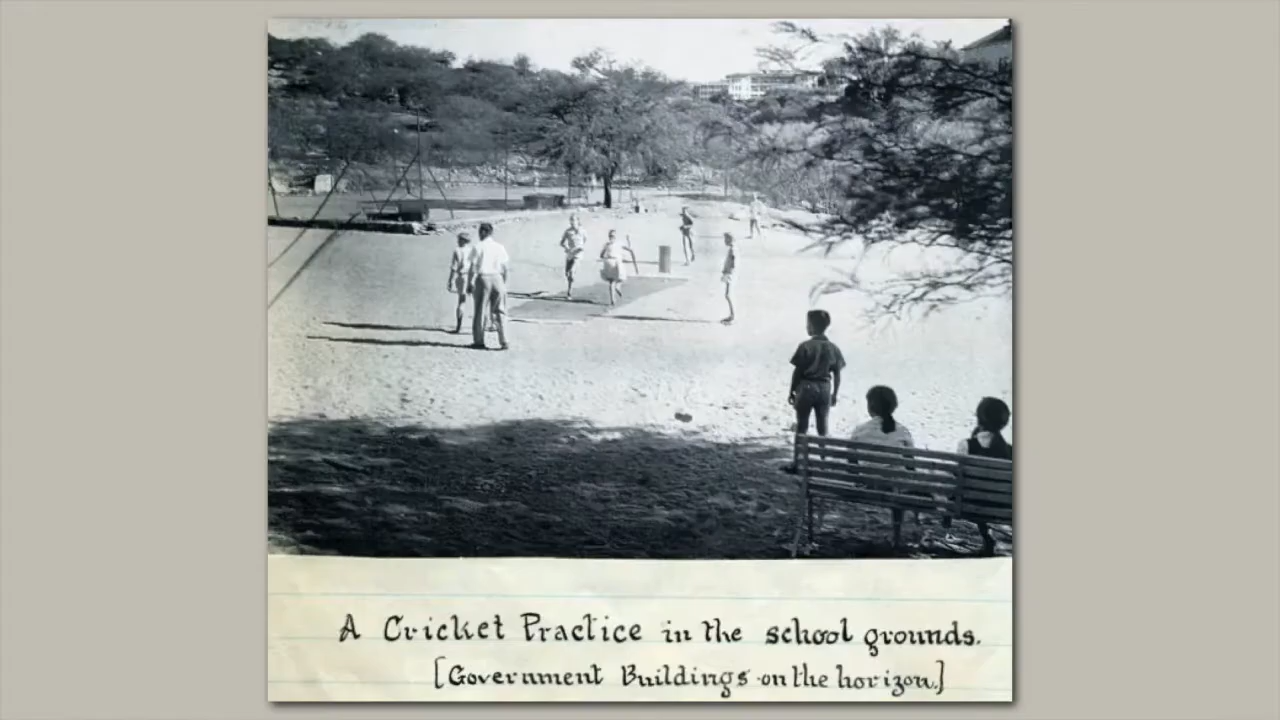 A Cricket Practice in the school grounds.
[Government Buildings on the horizon.]